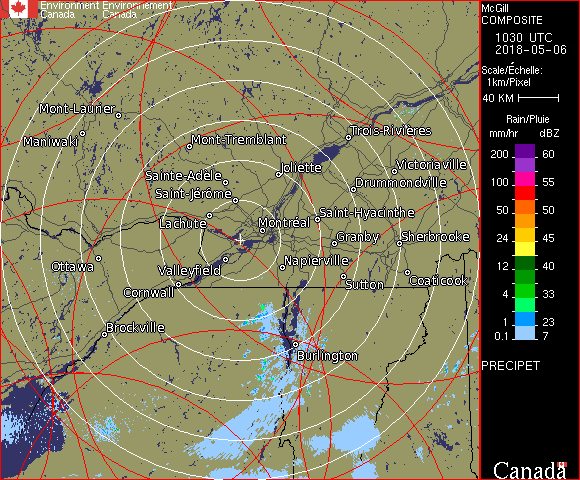 Environment Environnement
Canada Canada
McGill
COMPOSITE
1030 UTC
2018-05-06
Scale/Échelle:
1km/Pixel
40 KM
Rain/Pluie
mm/hr dBZ
200 60
100 55
50 50
24 45
12 40
4 33
1 23
0.1 7
PRECIPET
Canada
Mont-Laurier
Maniwaki
Mont-Tremblant
Trois-Rivières
Sainte-Adèle
Joliette
Victoriaville
Saint-Jérôme
Drummondville
Lachute
Montréal
Saint-Hyacinthe
Granby
Sherbrooke
Ottawa
Valleyfield
Napierville
Cornwall
Sutton
Coaticook
Brockville
Burlington